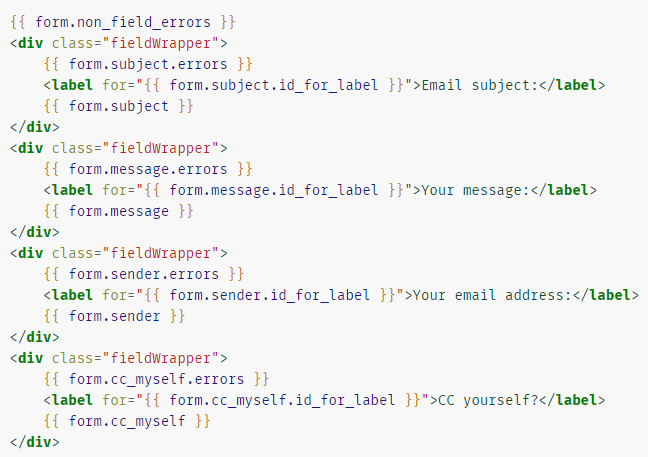 {{ form.non_field_errors }}
<div class="fieldWrapper">
    {{ form.subject.errors }}
    <label for="{{ form.subject.id_for_label }}">Email subject:</label>
    {{ form.subject }}
</div>
<div class="fieldWrapper">
    {{ form.message.errors }}
    <label for="{{ form.message.id_for_label }}">Your message:</label>
    {{ form.message }}
</div>
<div class="fieldWrapper">
    {{ form.sender.errors }}
    <label for="{{ form.sender.id_for_label }}">Your email address:</label>
    {{ form.sender }}
</div>
<div class="fieldWrapper">
    {{ form.cc_myself.errors }}
    <label for="{{ form.cc_myself.id_for_label }}">CC yourself?</label>
    {{ form.cc_myself }}
</div>